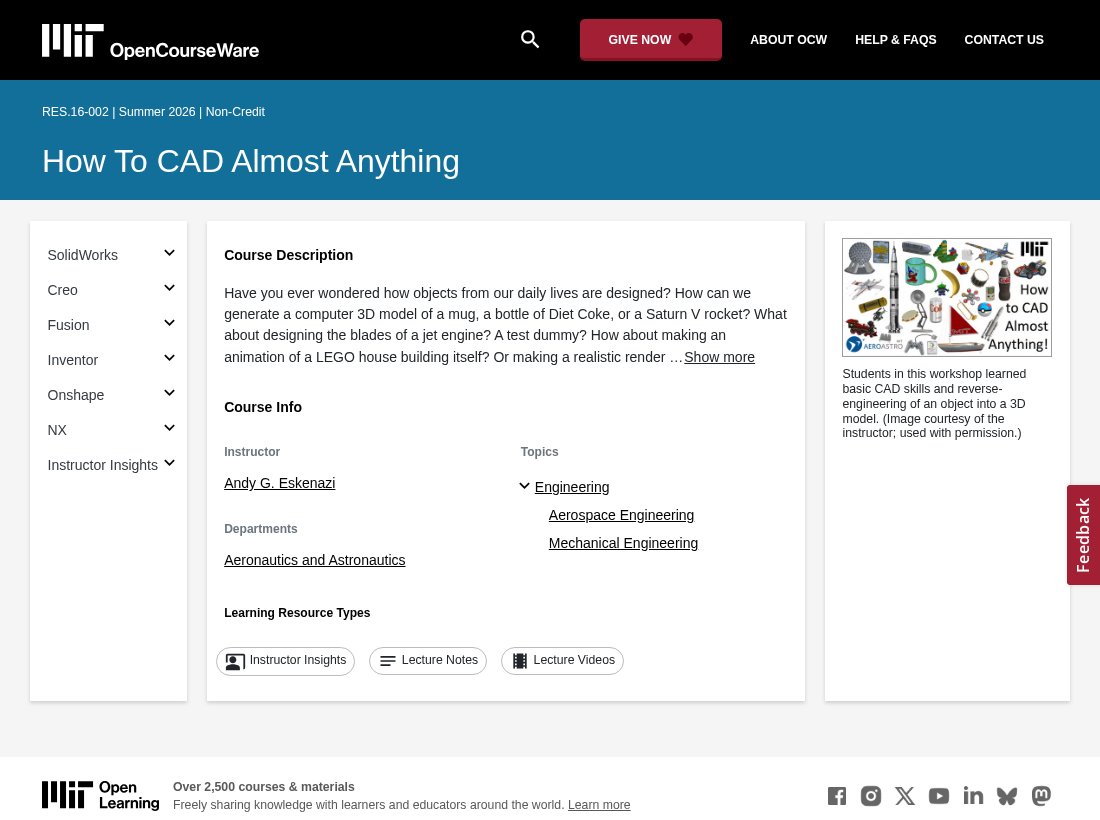 MIT OpenCourseWare
GIVE NOW
ABOUT OCW
HELP & FAQS
CONTACT US
RES.16-002 | Summer 2026 | Non-Credit
How To CAD Almost Anything
SolidWorks
Creo
Fusion
Inventor
Onshape
NX
Instructor Insights
Course Description
Have you ever wondered how objects from our daily lives are designed? How can we
generate a computer 3D model of a mug, a bottle of Diet Coke, or a Saturn V rocket? What
about designing the blades of a jet engine? A test dummy? How about making an
animation of a LEGO house building itself? Or making a realistic render …Show more
Course Info
Instructor
Andy G. Eskenazi
Departments
Aeronautics and Astronautics
Topics
Engineering
Aerospace Engineering
Mechanical Engineering
Learning Resource Types
Instructor Insights
Lecture Notes
Lecture Videos
MIT
How
to CAD
Almost
Anything!
AEROASTRO
Students in this workshop learned
basic CAD skills and reverse-
engineering of an object into a 3D
model. (Image courtesy of the
instructor; used with permission.)
Feedback
MIT Open
Learning
Over 2,500 courses & materials
Freely sharing knowledge with learners and educators around the world. Learn more